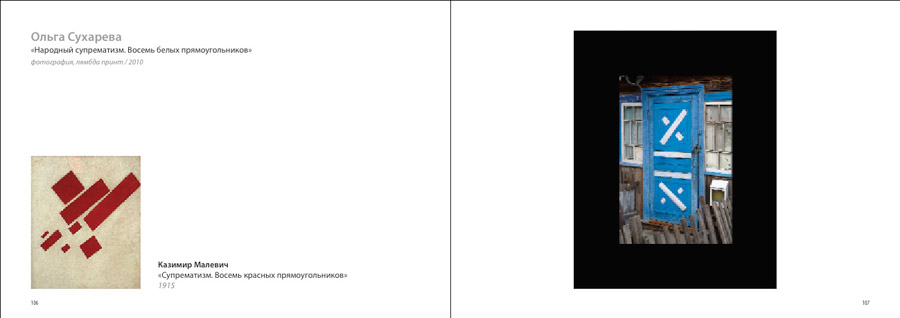 Ольга Сухарева
«Народный супрематизм. Восемь белых прямоугольников»
фотография, лямбда принт / 2010
Казимир Малевич
«Супрематизм. Восемь красных прямоугольников»
1915
106
107